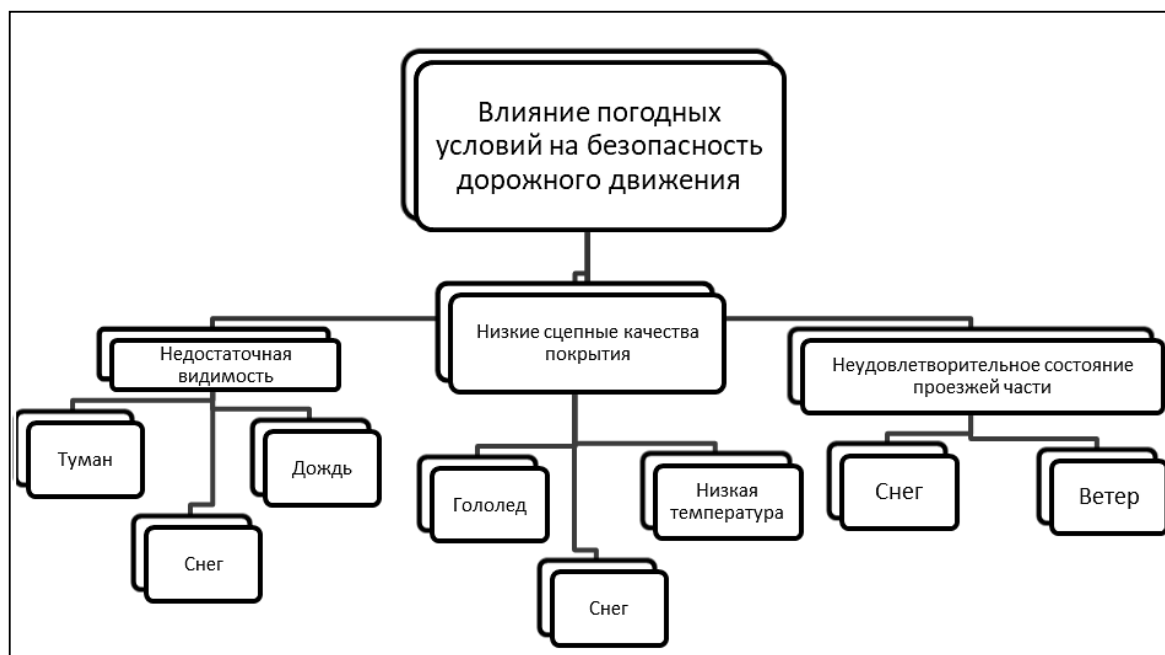 Влияние погодных
условий на безопасность
дорожного движения
Низкие сцепные качества
покрытия
Недостаточная
видимость
Неудовлетворительное состояние
проезжей части
Туман
Дождь
Снег
Гололед
Низкая
температура
Снег
Снег
Ветер